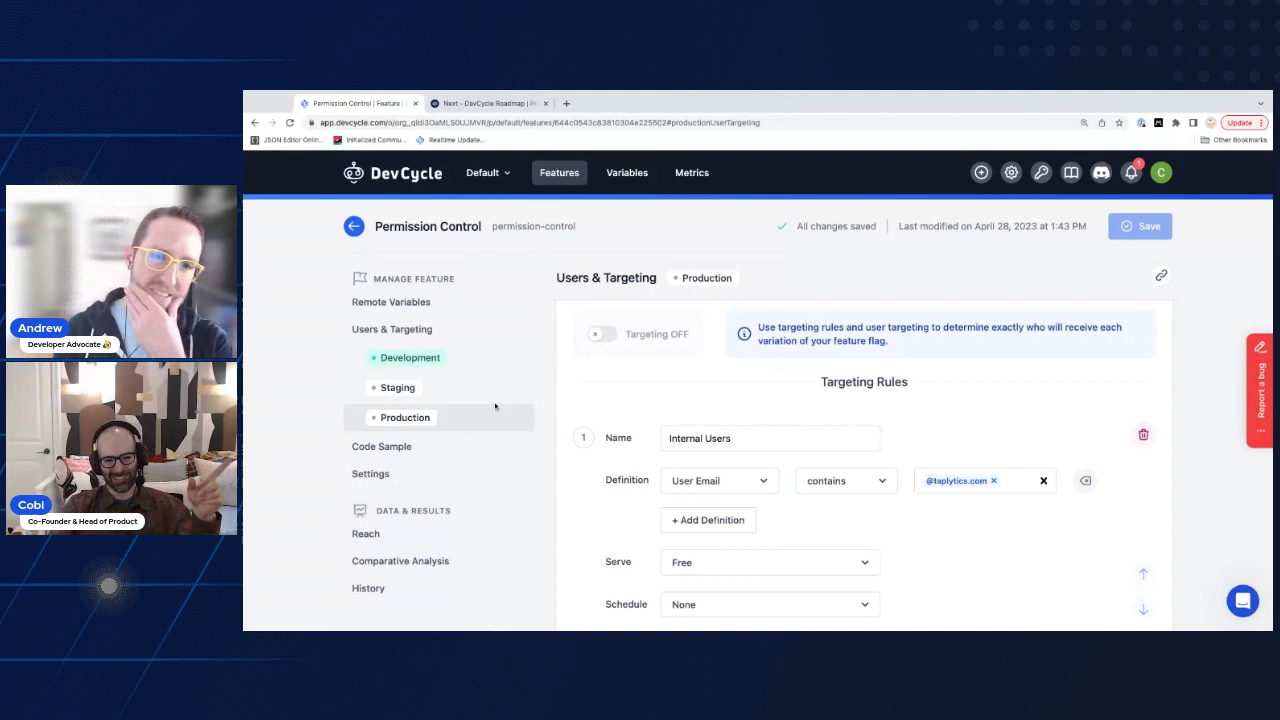 Permission Control | Feature |
Next - DevCycle Roadmap | Pr
app.devcycle.com/o/org_qIdi3OaMLS0UJMVR/p/default/features/644c0543c83810304e225502#productionUserTargeting
Update
JSON Editor Onlin...
Initialized Commu...
Realtime Update...
Other Bookmarks
DevCycle
Default
Features
Variables
Metrics
1
C
Permission Control
permission-control
All changes saved
Last modified on April 28, 2023 at 1:43 PM
Save
MANAGE FEATURE
Remote Variables
Users & Targeting
Development
Staging
Production
Code Sample
Settings
DATA & RESULTS
Reach
Comparative Analysis
History
Users & Targeting
Production
Targeting OFF
Use targeting rules and user targeting to determine exactly who will receive each
variation of your feature flag.
Targeting Rules
1
Name
Internal Users
Definition
User Email
contains
@taplytics.com
+ Add Definition
Serve
Free
Schedule
None
Report a bug
Andrew
Developer Advocate
Cobi
Co-Founder & Head of Product